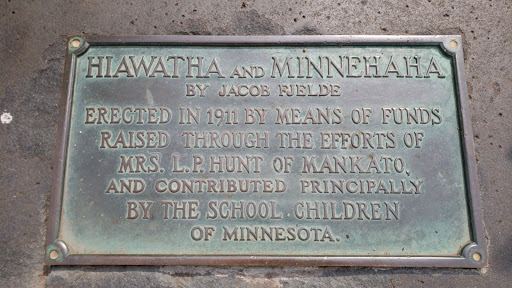 HIAWATHA AND MINNEHAHA
BY JACOB FJELDE
ERECTED IN 1911 BY MEANS OF FUNDS
RAISED THROUGH THE EFFORTS OF
MRS. L.P. HUNT OF MANKATO,
AND CONTRIBUTED PRINCIPALLY
BY THE SCHOOL CHILDREN
OF MINNESOTA.